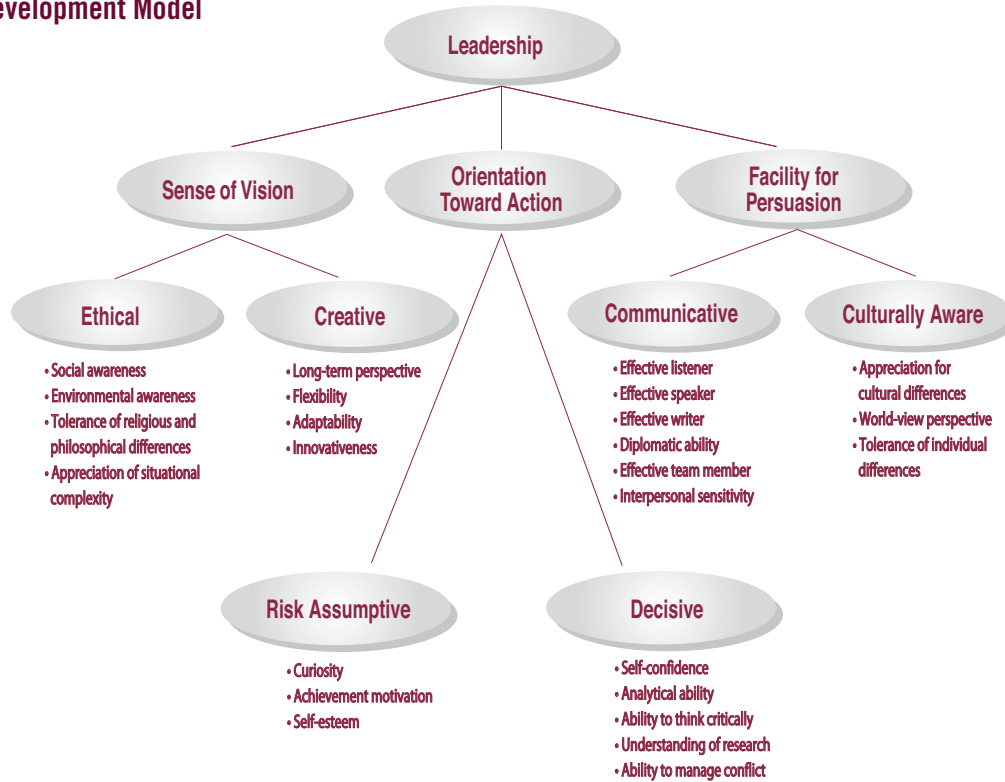 evelopment Model
Leadership
Sense of Vision
Orientation
Toward Action
Facility for
Persuasion
Ethical
• Social awareness
• Environmental awareness
• Tolerance of religious and
philosophical differences
• Appreciation of situational
complexity
Creative
• Long-term perspective
• Flexibility
• Adaptability
• Innovativeness
Communicative
• Effective listener
• Effective speaker
• Effective writer
• Diplomatic ability
• Effective team member
• Interpersonal sensitivity
Culturally Aware
• Appreciation for
cultural differences
• World-view perspective
• Tolerance of individual
differences
Risk Assumptive
• Curiosity
• Achievement motivation
• Self-esteem
Decisive
• Self-confidence
• Analytical ability
• Ability to think critically
• Understanding of research
• Ability to manage conflict